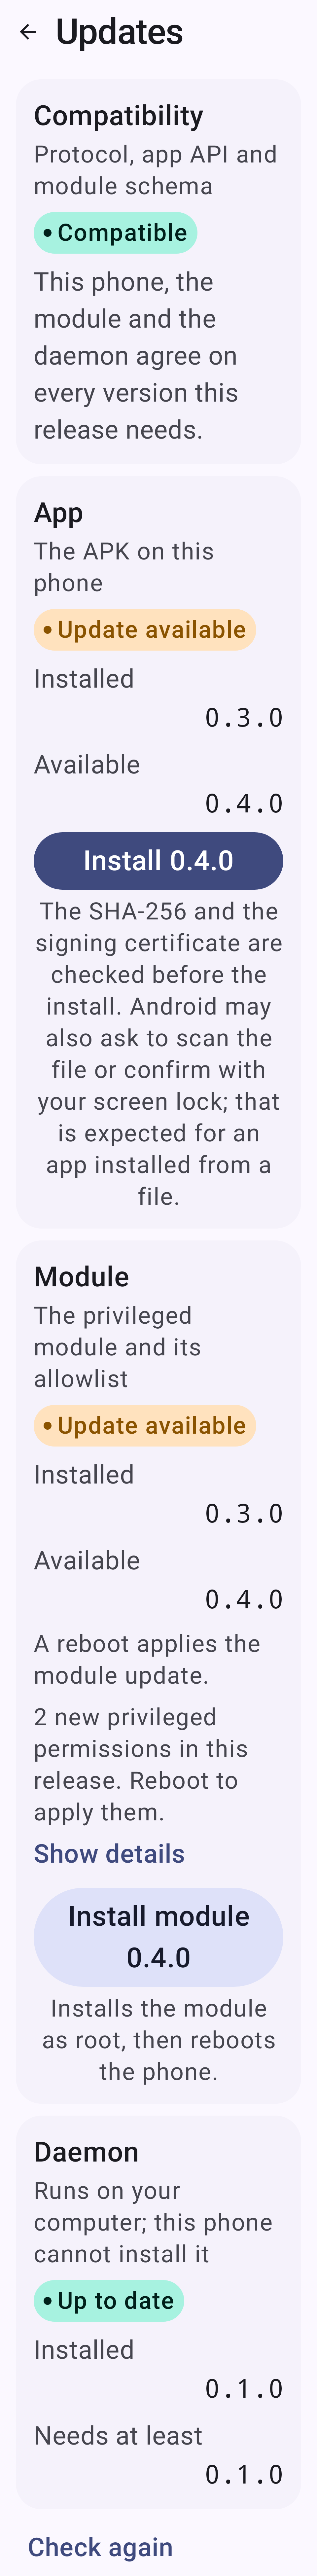 Updates
Compatibility
Protocol, app API and
module schema
• Compatible
This phone, the
module and the
daemon agree on
every version this
release needs.
App
The APK on this
phone
• Update available
Installed
0.3.0
Available
0.4.0
Install 0.4.0
The SHA-256 and the
signing certificate are
checked before the
install. Android may
also ask to scan the
file or confirm with
your screen lock; that
is expected for an
app installed from a
file.
Module
The privileged
module and its
allowlist
• Update available
Installed
0.3.0
Available
0.4.0
A reboot applies the
module update.
2 new privileged
permissions in this
release. Reboot to
apply them.
Show details
Install module
0.4.0
Installs the module
as root, then reboots
the phone.
Daemon
Runs on your
computer; this phone
cannot install it
• Up to date
Installed
0.1.0
Needs at least
0.1.0
Check again